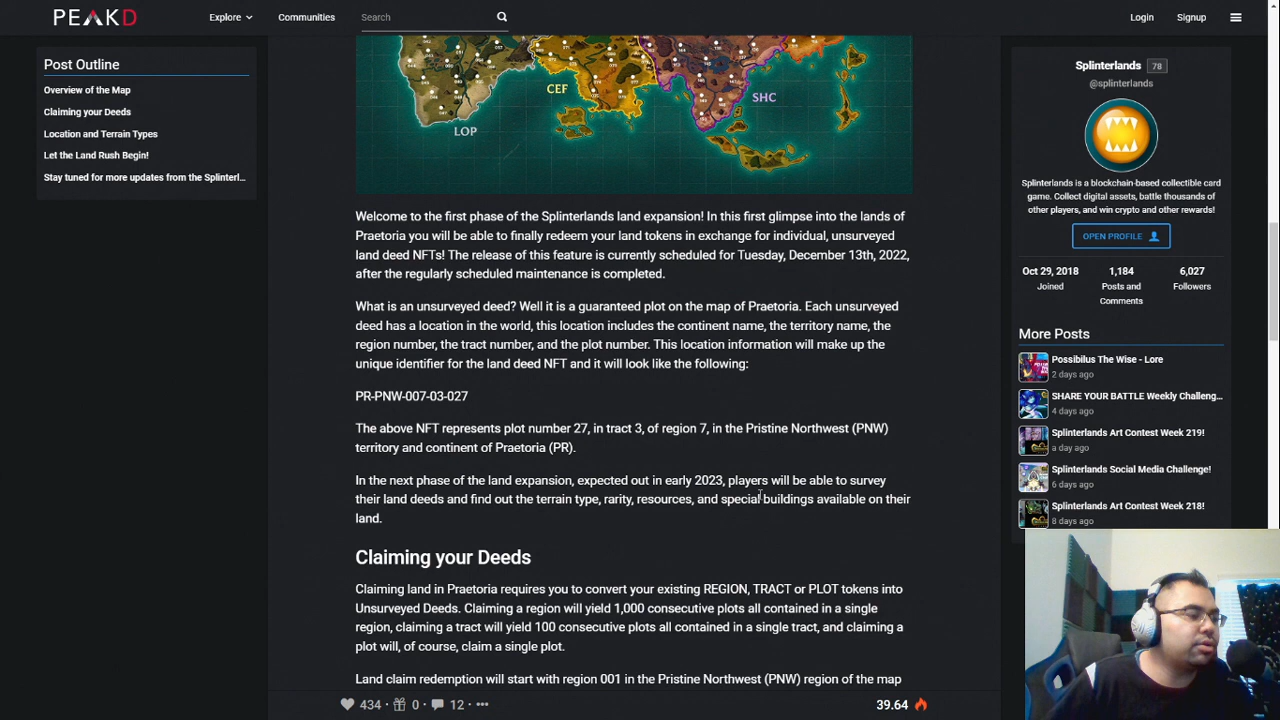 PEAKD
Explore
Communities
Search
Login
Signup
Post Outline
Overview of the Map
Claiming your Deeds
Location and Terrain Types
Let the Land Rush Begin!
Stay tuned for more updates from the Splinterl...
CEF
SHC
LOP
Welcome to the first phase of the Splinterlands land expansion! In this first glimpse into the lands of
Praetoria you will be able to finally redeem your land tokens in exchange for individual, unsurveyed
land deed NFTs! The release of this feature is currently scheduled for Tuesday, December 13th, 2022,
after the regularly scheduled maintenance is completed.
What is an unsurveyed deed? Well it is a guaranteed plot on the map of Praetoria. Each unsurveyed
deed has a location in the world, this location includes the continent name, the territory name, the
region number, the tract number, and the plot number. This location information will make up the
unique identifier for the land deed NFT and it will look like the following:
PR-PNW-007-03-027
The above NFT represents plot number 27, in tract 3, of region 7, in the Pristine Northwest (PNW)
territory and continent of Praetoria (PR).
In the next phase of the land expansion, expected out in early 2023, players will be able to survey
their land deeds and find out the terrain type, rarity, resources, and special buildings available on their
land.
Claiming your Deeds
Claiming land in Praetoria requires you to convert your existing REGION, TRACT or PLOT tokens into
Unsurveyed Deeds. Claiming a region will yield 1,000 consecutive plots all contained in a single
region, claiming a tract will yield 100 consecutive plots all contained in a single tract, and claiming a
plot will, of course, claim a single plot.
Land claim redemption will start with region 001 in the Pristine Northwest (PNW) region of the map
434 · 0 · 12 · ···
39.64
Splinterlands 78
@splinterlands
Splinterlands is a blockchain-based collectible card
game. Collect digital assets, battle thousands of
other players, and win crypto and other rewards!
OPEN PROFILE
Oct 29, 2018
Joined
1,184
Posts and
Comments
6,027
Followers
More Posts
Possibilus The Wise - Lore
2 days ago
SHARE YOUR BATTLE Weekly Challeng...
4 days ago
Splinterlands Art Contest Week 219!
a day ago
Splinterlands Social Media Challenge!
6 days ago
Splinterlands Art Contest Week 218!
8 days ago